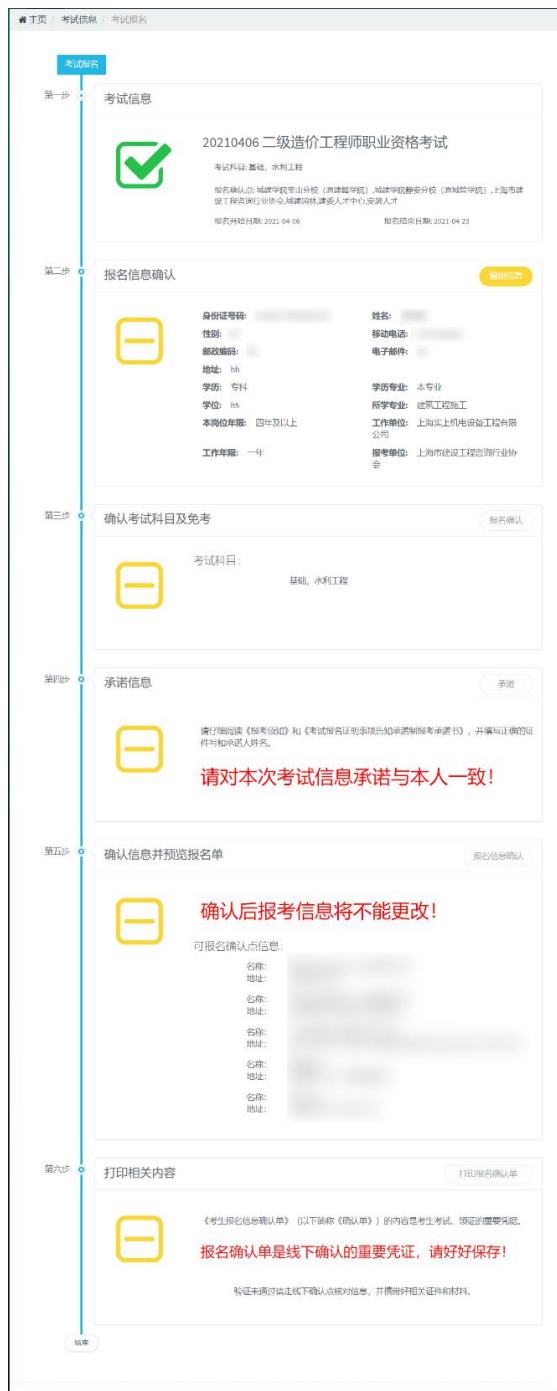 主页 / 考试信息 / 考试报名
考试报名
第一步
考试信息
20210406 二级造价工程师职业资格考试
考试科目: 基础，水利工程
报名确认点: 城建学院宝山分校（原建峰学院）,城建学院静安分校（原城管学院）,上海市建
设工程咨询行业协会,城建园林,建委人才中心,安装人才
报名开始日期: 2021-04-06 报名结束日期: 2021-04-23
第二步
报名信息确认
编辑信息
身份证号码: 姓名:
性别: 移动电话:
邮政编码: 电子邮件:
地址: hh
学历: 专科 学历专业: 本专业
学位: h5 所学专业: 建筑工程施工
本岗位年限: 四年及以上 工作单位: 上海实上机电设备工程有限
公司
工作年限: 一年 报考单位: 上海市建设工程咨询行业协
会
第三步
确认考试科目及免考
报名确认
考试科目:
基础，水利工程
第四步
承诺信息
承诺
请仔细阅读《报考须知》和《考试报名证明事项告知承诺制报考承诺书》，并填写正确的证
件号和承诺人姓名。
请对本次考试信息承诺与本人一致！
第五步
确认信息并预览报名单
报名信息确认
确认后报考信息将不能更改！
可报名确认点信息:
名称:
地址:
名称:
地址:
名称:
地址:
名称:
地址:
名称:
地址:
第六步
打印相关内容
打印报名确认单
《考生报名信息确认单》（以下简称《确认单》）的内容是考生考试、领证的重要凭据。
报名确认单是线下确认的重要凭证，请好好保存！
验证未通过请走线下确认点核对信息，并携带好相关证件和材料。
结束